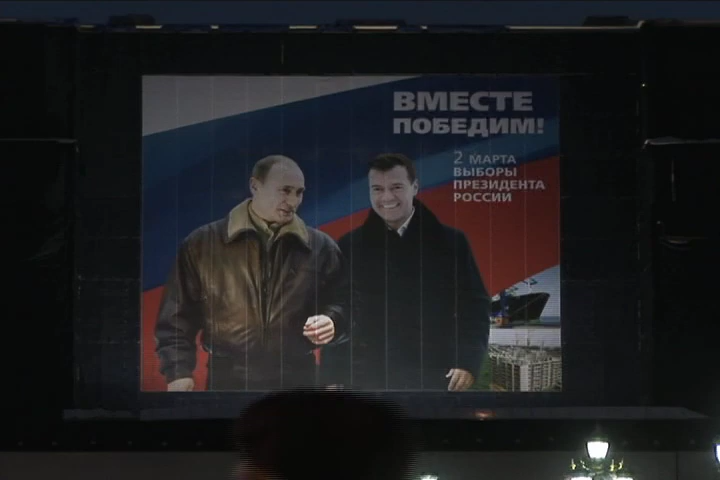 ВМЕСТЕ
ПОБЕДИМ!
2 МАРТА
ВЫБОРЫ
ПРЕЗИДЕНТА
РОССИИ